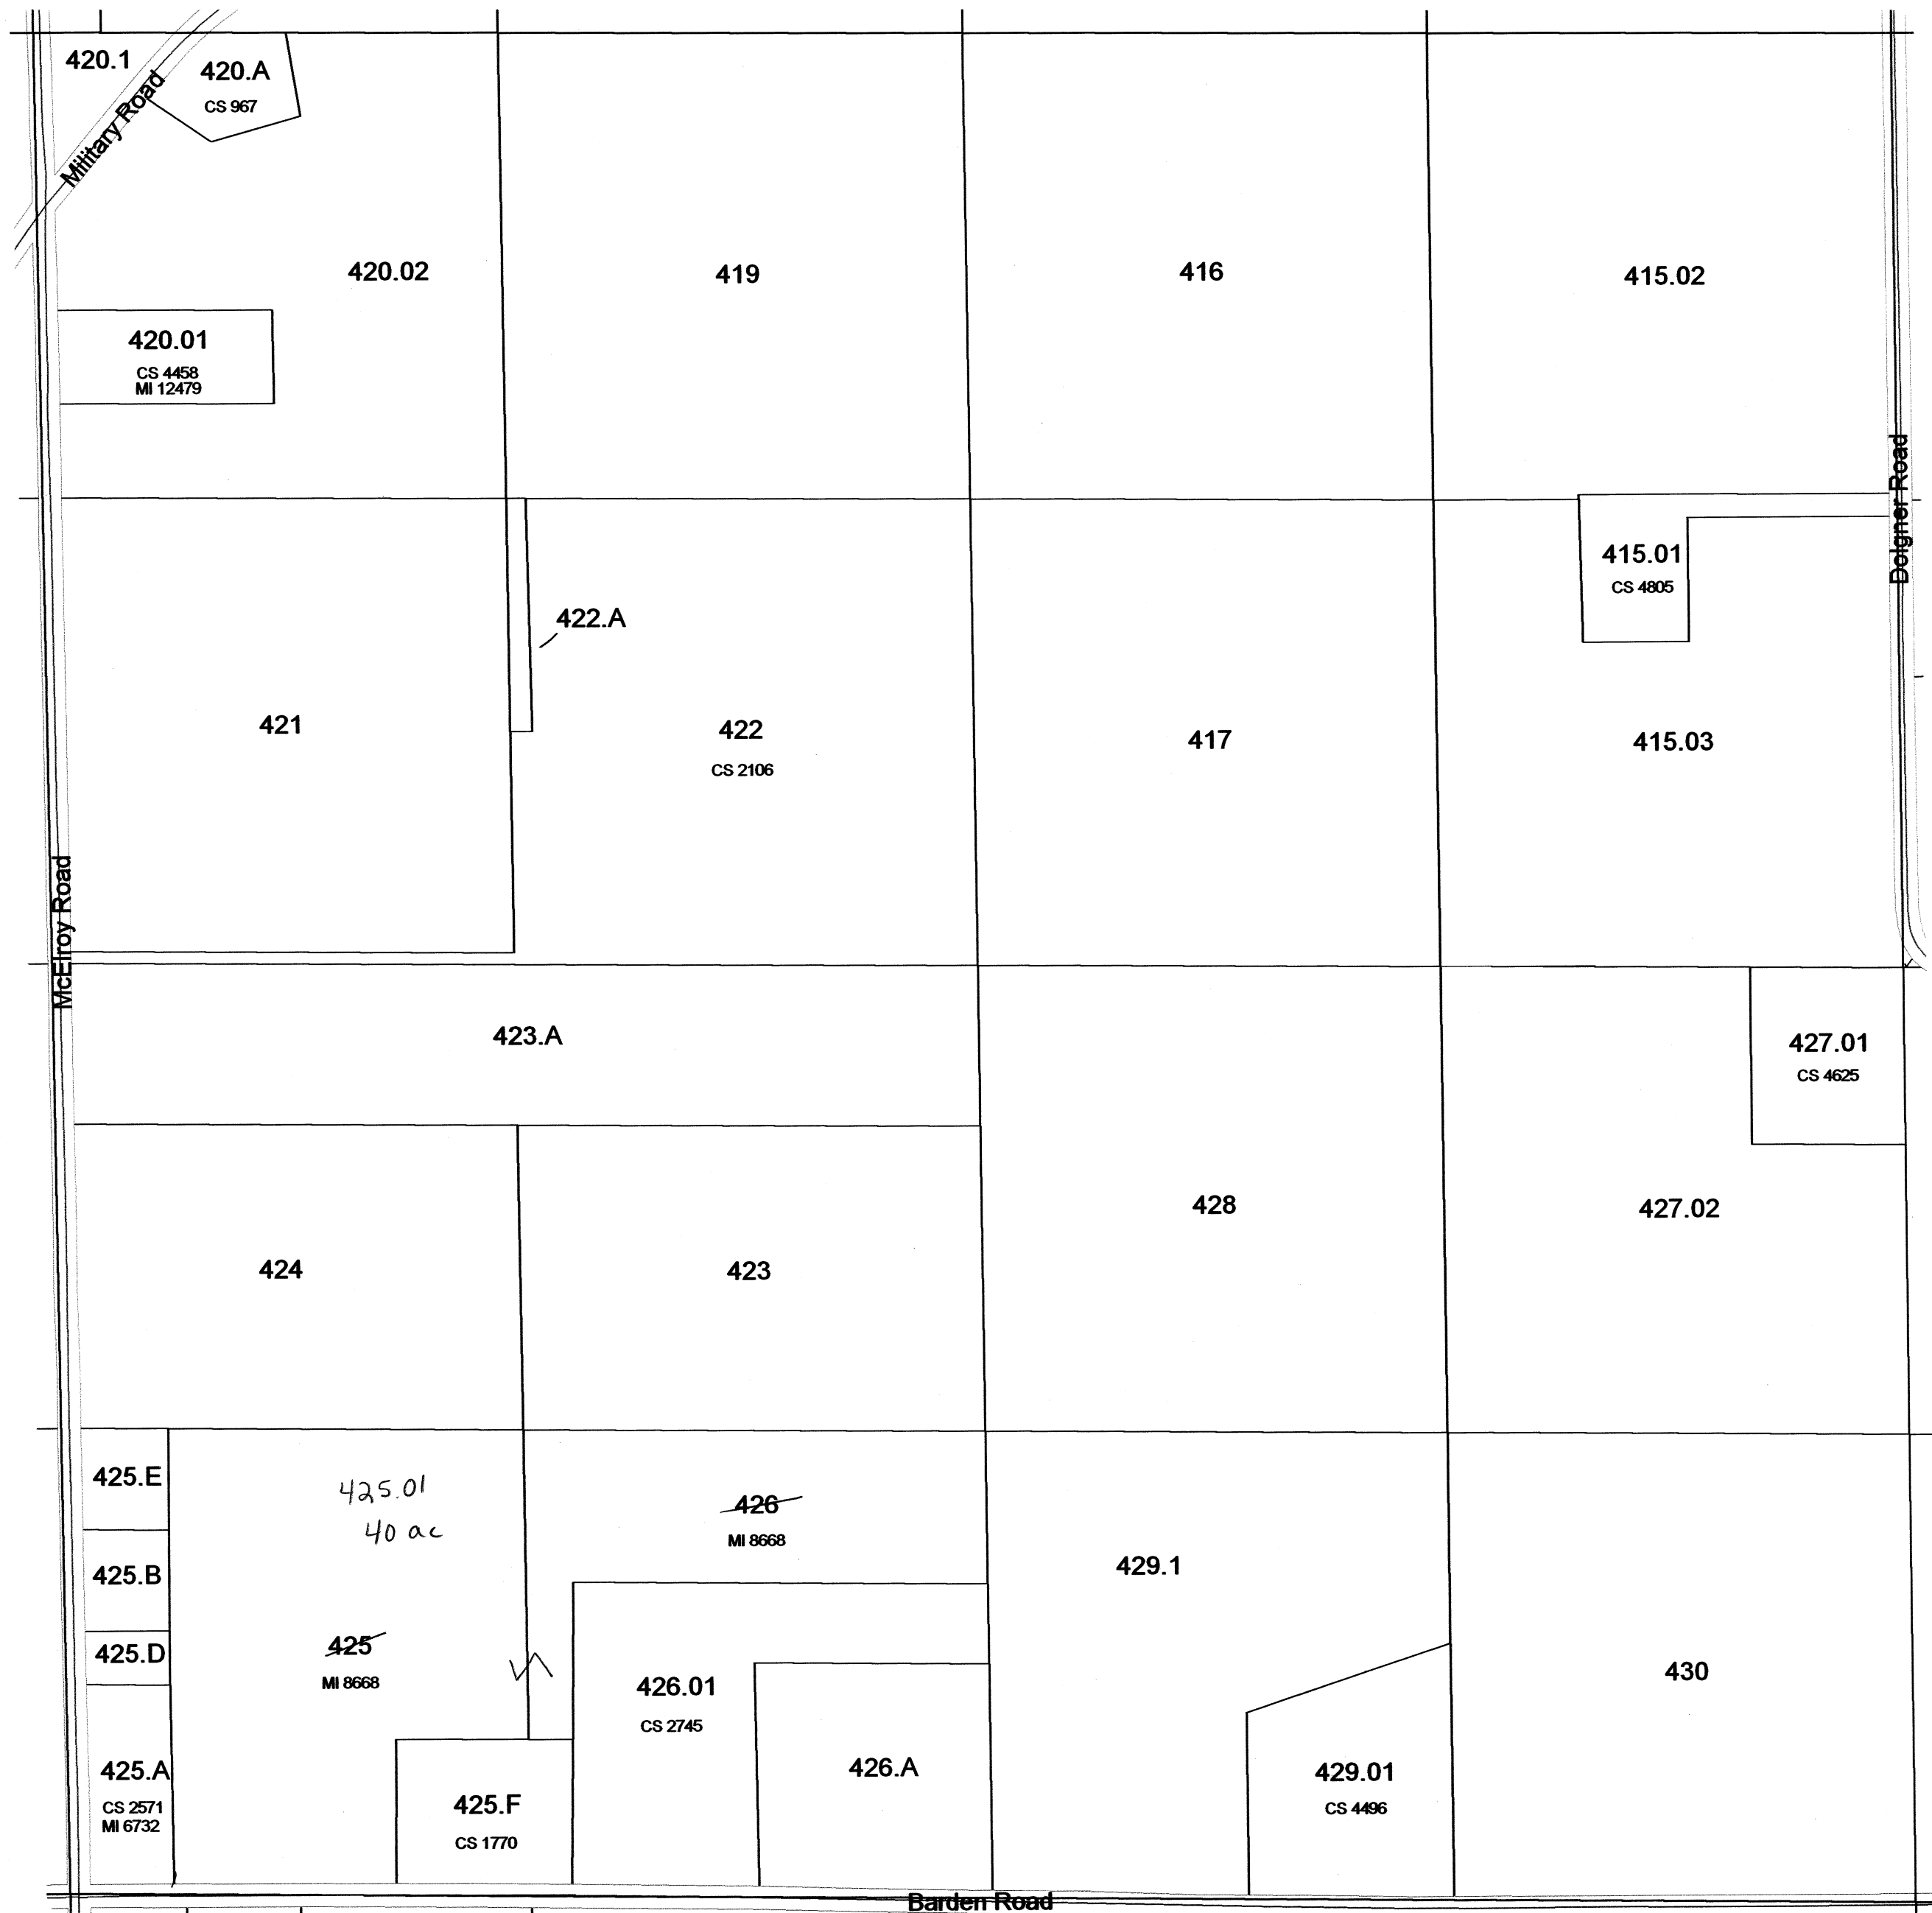 420.1
420.A
CS 967
Military Road
420.02
419
416
415.02
420.01
CS 4458
MI 12479
Dolgner Road
415.01
CS 4805
422.A
421
422
CS 2106
417
415.03
McElroy Road
423.A
427.01
CS 4625
428
427.02
424
423
425.E
425.01
40 ac
426
MI 8668
425.B
429.1
425.D
425
MI 8668
426.01
CS 2745
430
425.A
CS 2571
MI 6732
425.F
CS 1770
426.A
429.01
CS 4496
Barden Road